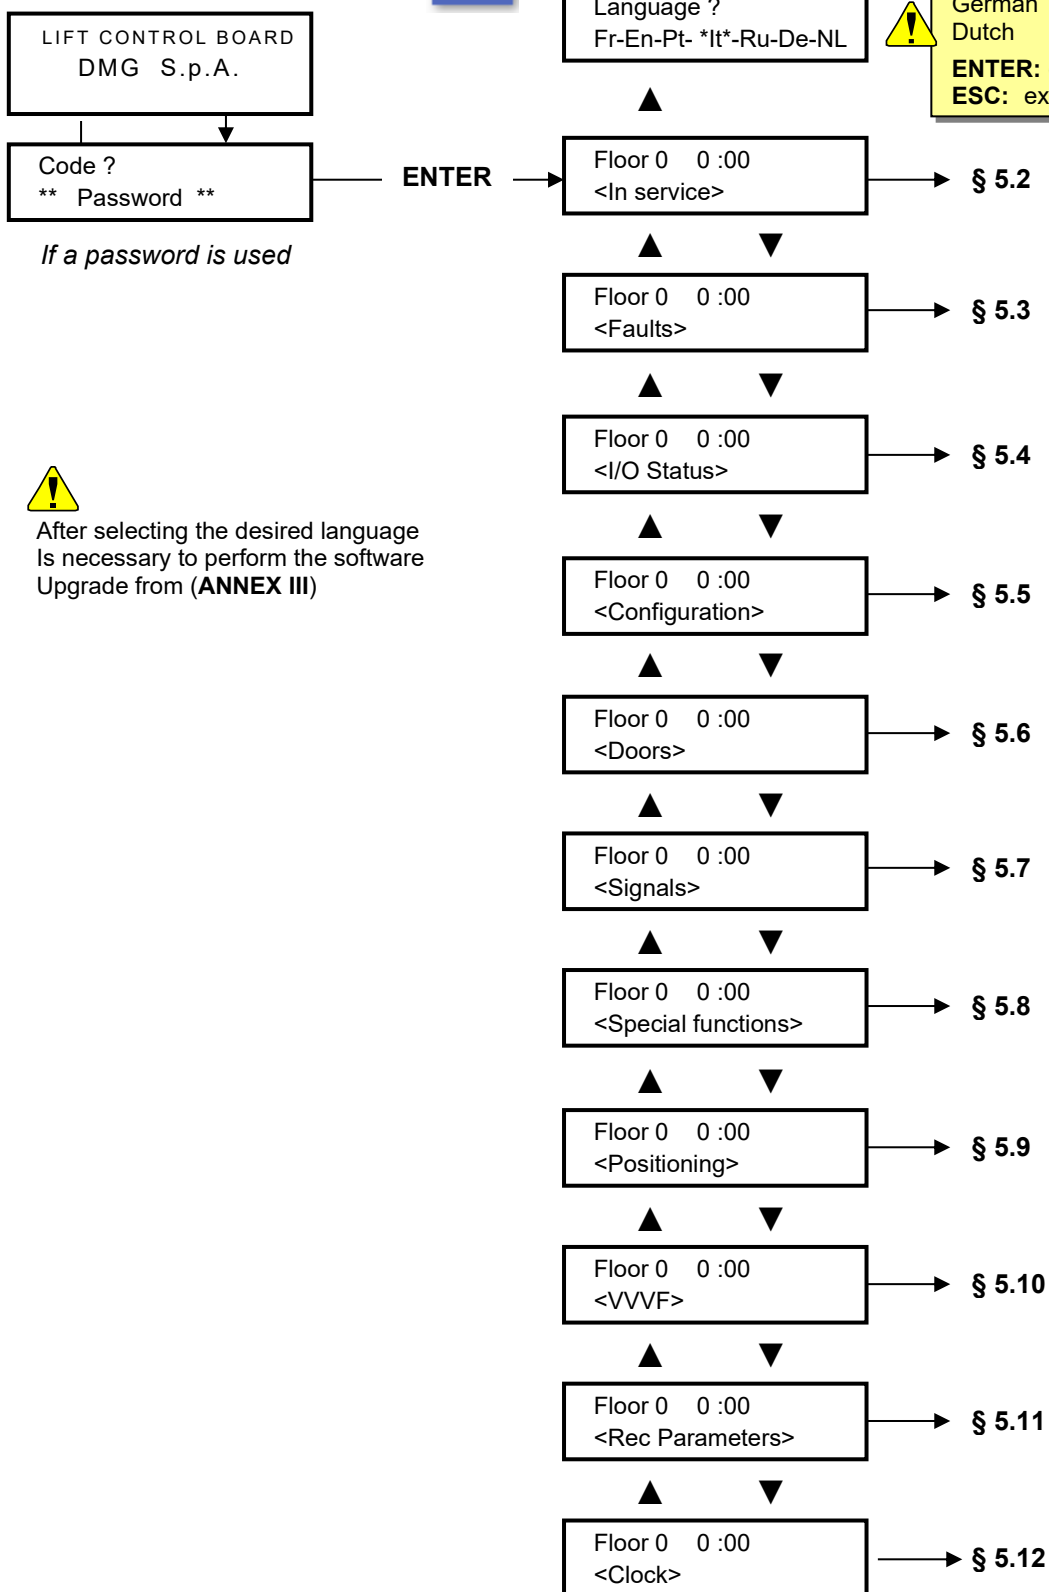 LIFT CONTROL BOARD
DMG S.p.A.
Code ?
** Password **
If a password is used
ENTER
Language ?
Fr-En-Pt- *It*-Ru-De-NL
German
Dutch
ENTER:
ESC: ex
Floor 0 0 :00
<In service>
§ 5.2
Floor 0 0 :00
<Faults>
§ 5.3
Floor 0 0 :00
<I/O Status>
§ 5.4
After selecting the desired language
Is necessary to perform the software
Upgrade from (ANNEX III)
Floor 0 0 :00
<Configuration>
§ 5.5
Floor 0 0 :00
<Doors>
§ 5.6
Floor 0 0 :00
<Signals>
§ 5.7
Floor 0 0 :00
<Special functions>
§ 5.8
Floor 0 0 :00
<Positioning>
§ 5.9
Floor 0 0 :00
<VVVF>
§ 5.10
Floor 0 0 :00
<Rec Parameters>
§ 5.11
Floor 0 0 :00
<Clock>
§ 5.12